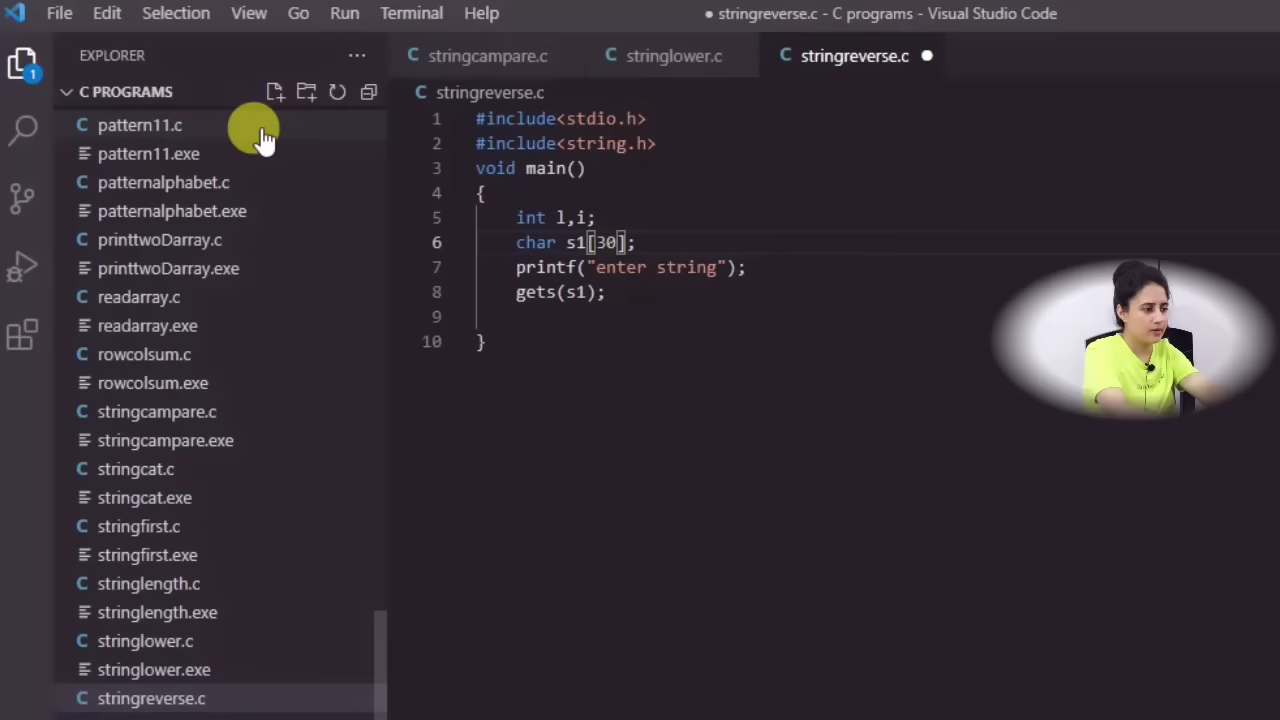 File Edit Selection View Go Run Terminal Help
● stringreverse.c - C programs - Visual Studio Code
EXPLORER
1
C PROGRAMS
C pattern11.c
pattern11.exe
C patternalphabet.c
patternalphabet.exe
C printtwoDarray.c
printtwoDarray.exe
C readarray.c
readarray.exe
C rowcolsum.c
rowcolsum.exe
C stringcampare.c
stringcampare.exe
C stringcat.c
stringcat.exe
C stringfirst.c
stringfirst.exe
C stringlength.c
stringlength.exe
C stringlower.c
stringlower.exe
C stringreverse.c
C stringcampare.c C stringlower.c C stringreverse.c
C stringreverse.c
1 #include<stdio.h>
2 #include<string.h>
3 void main()
4 {
5 int l,i;
6 char s1[30];
7 printf("enter string");
8 gets(s1);
9
10 }